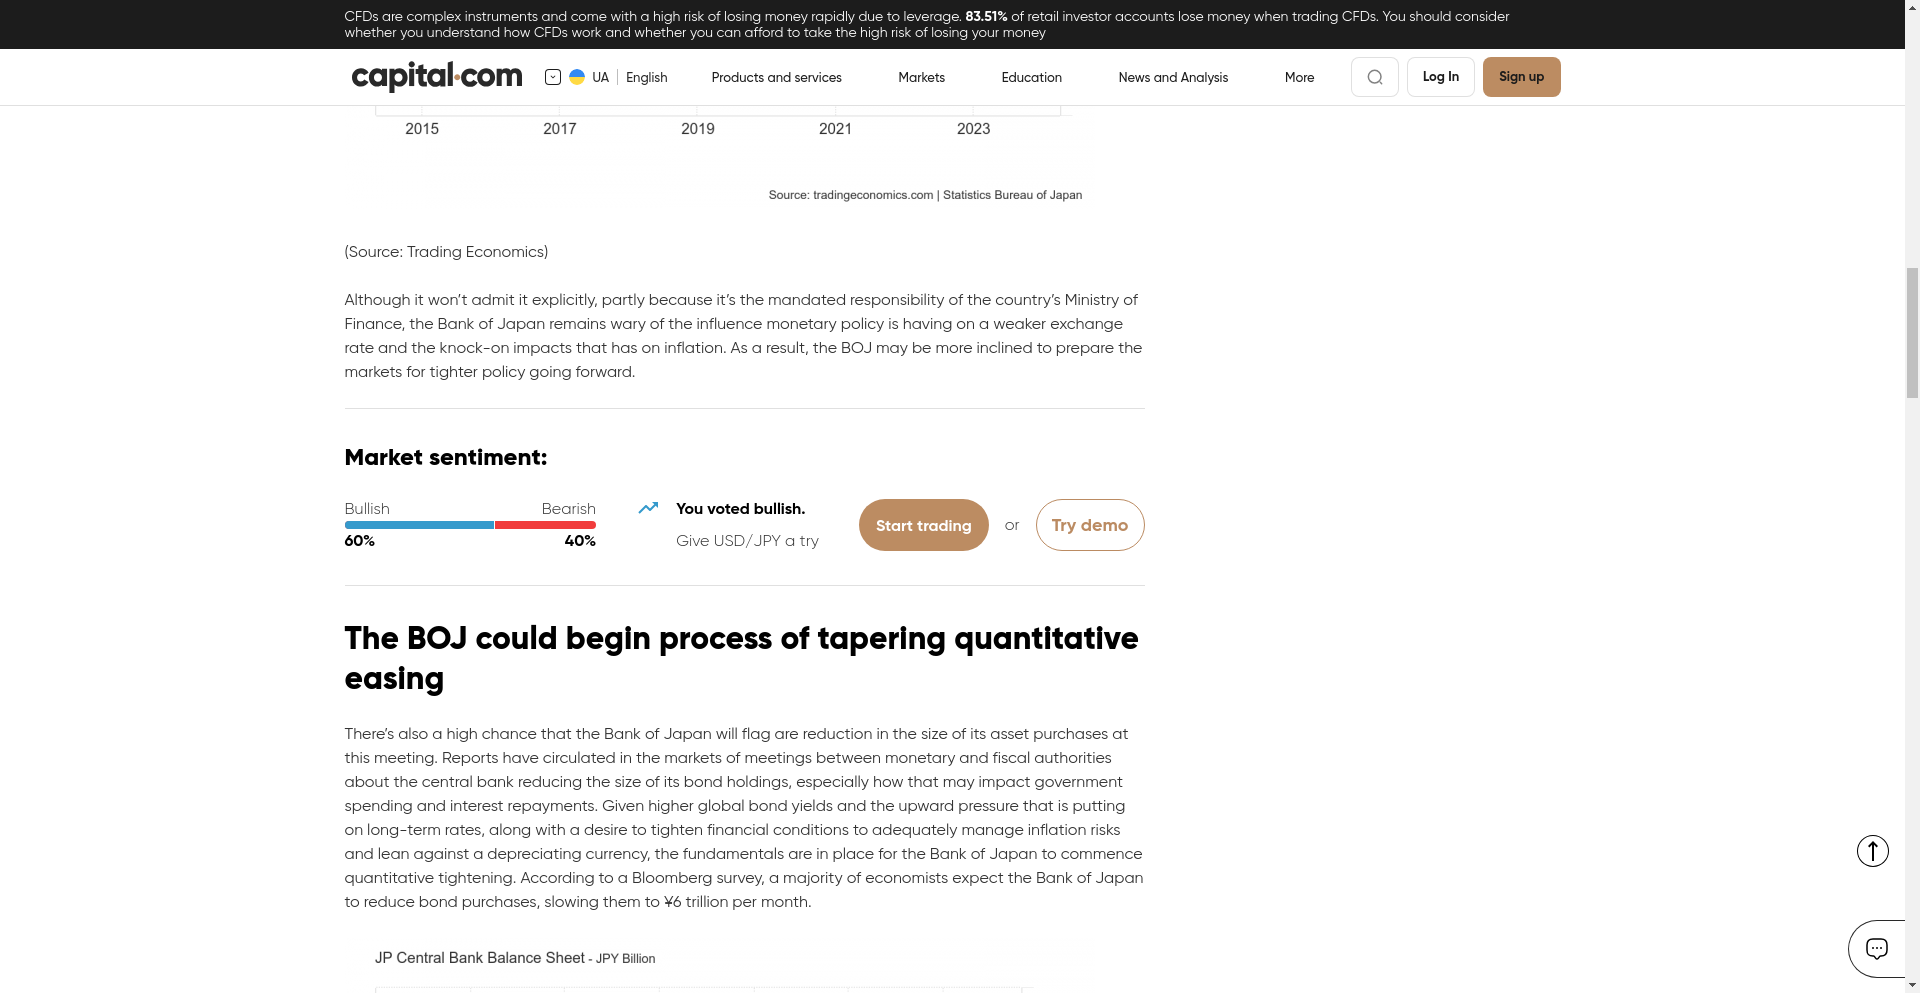 CFDs are complex instruments and come with a high risk of losing money rapidly due to leverage. 83.51% of retail investor accounts lose money when trading CFDs. You should consider
whether you understand how CFDs work and whether you can afford to take the high risk of losing your money
capital.com
UA
English
Products and services
Markets
Education
News and Analysis
More
Log In
Sign up
2015 2017 2019 2021 2023
Source: tradingeconomics.com | Statistics Bureau of Japan
(Source: Trading Economics)
Although it won’t admit it explicitly, partly because it’s the mandated responsibility of the country’s Ministry of
Finance, the Bank of Japan remains wary of the influence monetary policy is having on a weaker exchange
rate and the knock-on impacts that has on inflation. As a result, the BOJ may be more inclined to prepare the
markets for tighter policy going forward.
Market sentiment:
Bullish Bearish
60% 40%
You voted bullish.
Give USD/JPY a try
Start trading
or
Try demo
The BOJ could begin process of tapering quantitative
easing
There’s also a high chance that the Bank of Japan will flag are reduction in the size of its asset purchases at
this meeting. Reports have circulated in the markets of meetings between monetary and fiscal authorities
about the central bank reducing the size of its bond holdings, especially how that may impact government
spending and interest repayments. Given higher global bond yields and the upward pressure that is putting
on long-term rates, along with a desire to tighten financial conditions to adequately manage inflation risks
and lean against a depreciating currency, the fundamentals are in place for the Bank of Japan to commence
quantitative tightening. According to a Bloomberg survey, a majority of economists expect the Bank of Japan
to reduce bond purchases, slowing them to ¥6 trillion per month.
JP Central Bank Balance Sheet - JPY Billion